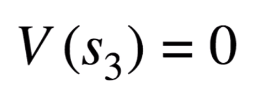 V(s₃) = 0